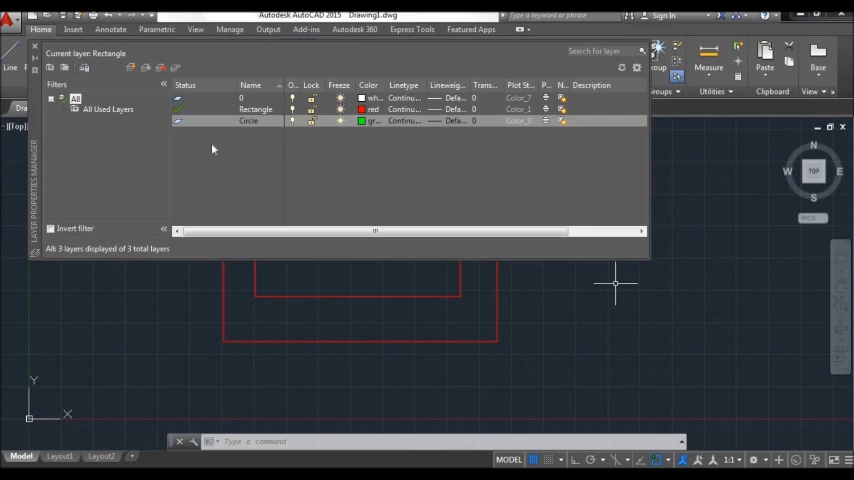 Autodesk AutoCAD 2015 Drawing1.dwg
Type a keyword or phrase
Sign In
Home Insert Annotate Parametric View Manage Output Add-ins Autodesk 360 Express Tools Featured Apps
Line
Measure
Paste
Base
Groups
Utilities
Clipboard
View
Current layer: Rectangle
Search for layer
Filters
All
All Used Layers
Invert filter
Status Name O... Lock Freeze Color Linetype Lineweig... Trans... Plot St... P... N... Description
0 wh... Continu... Defa... 0 Color_7
Rectangle red Continu... Defa... 0 Color_1
Circle gr... Continu... Defa... 0 Color_3
All: 3 layers displayed of 3 total layers
LAYER PROPERTIES MANAGER
[Top]
N
W TOP E
S
WCS
Y
X
Type a command
Model Layout1 Layout2 +
MODEL 1:1